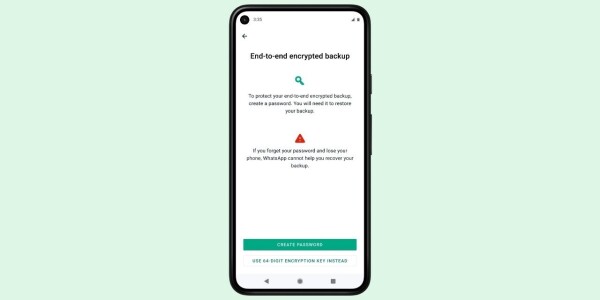 3:35
End-to-end encrypted backup
To protect your end-to-end encrypted backup,
create a password. You will need it to restore
your backup.
If you forget your password and lose your
phone, WhatsApp cannot help you recover your
backup.
CREATE PASSWORD
USE 64-DIGIT ENCRYPTION KEY INSTEAD